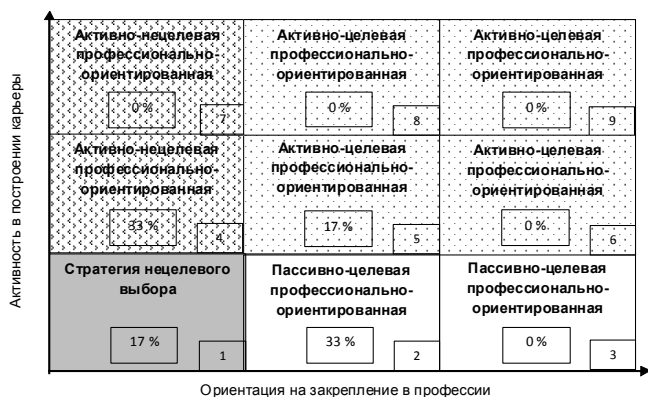 Активность в построении карьеры
Активно-нецелевая
профессионально-
ориентированная
0 %
7
Активно-целевая
профессионально-
ориентированная
0 %
8
Активно-целевая
профессионально-
ориентированная
0 %
9
Активно-нецелевая
профессионально-
ориентированная
33 %
4
Активно-целевая
профессионально-
ориентированная
17 %
5
Активно-целевая
профессионально-
ориентированная
0 %
6
Стратегия нецелевого
выбора
17 %
1
Пассивно-целевая
профессионально-
ориентированная
33 %
2
Пассивно-целевая
профессионально-
ориентированная
0 %
3
Ориентация на закрепление в профессии